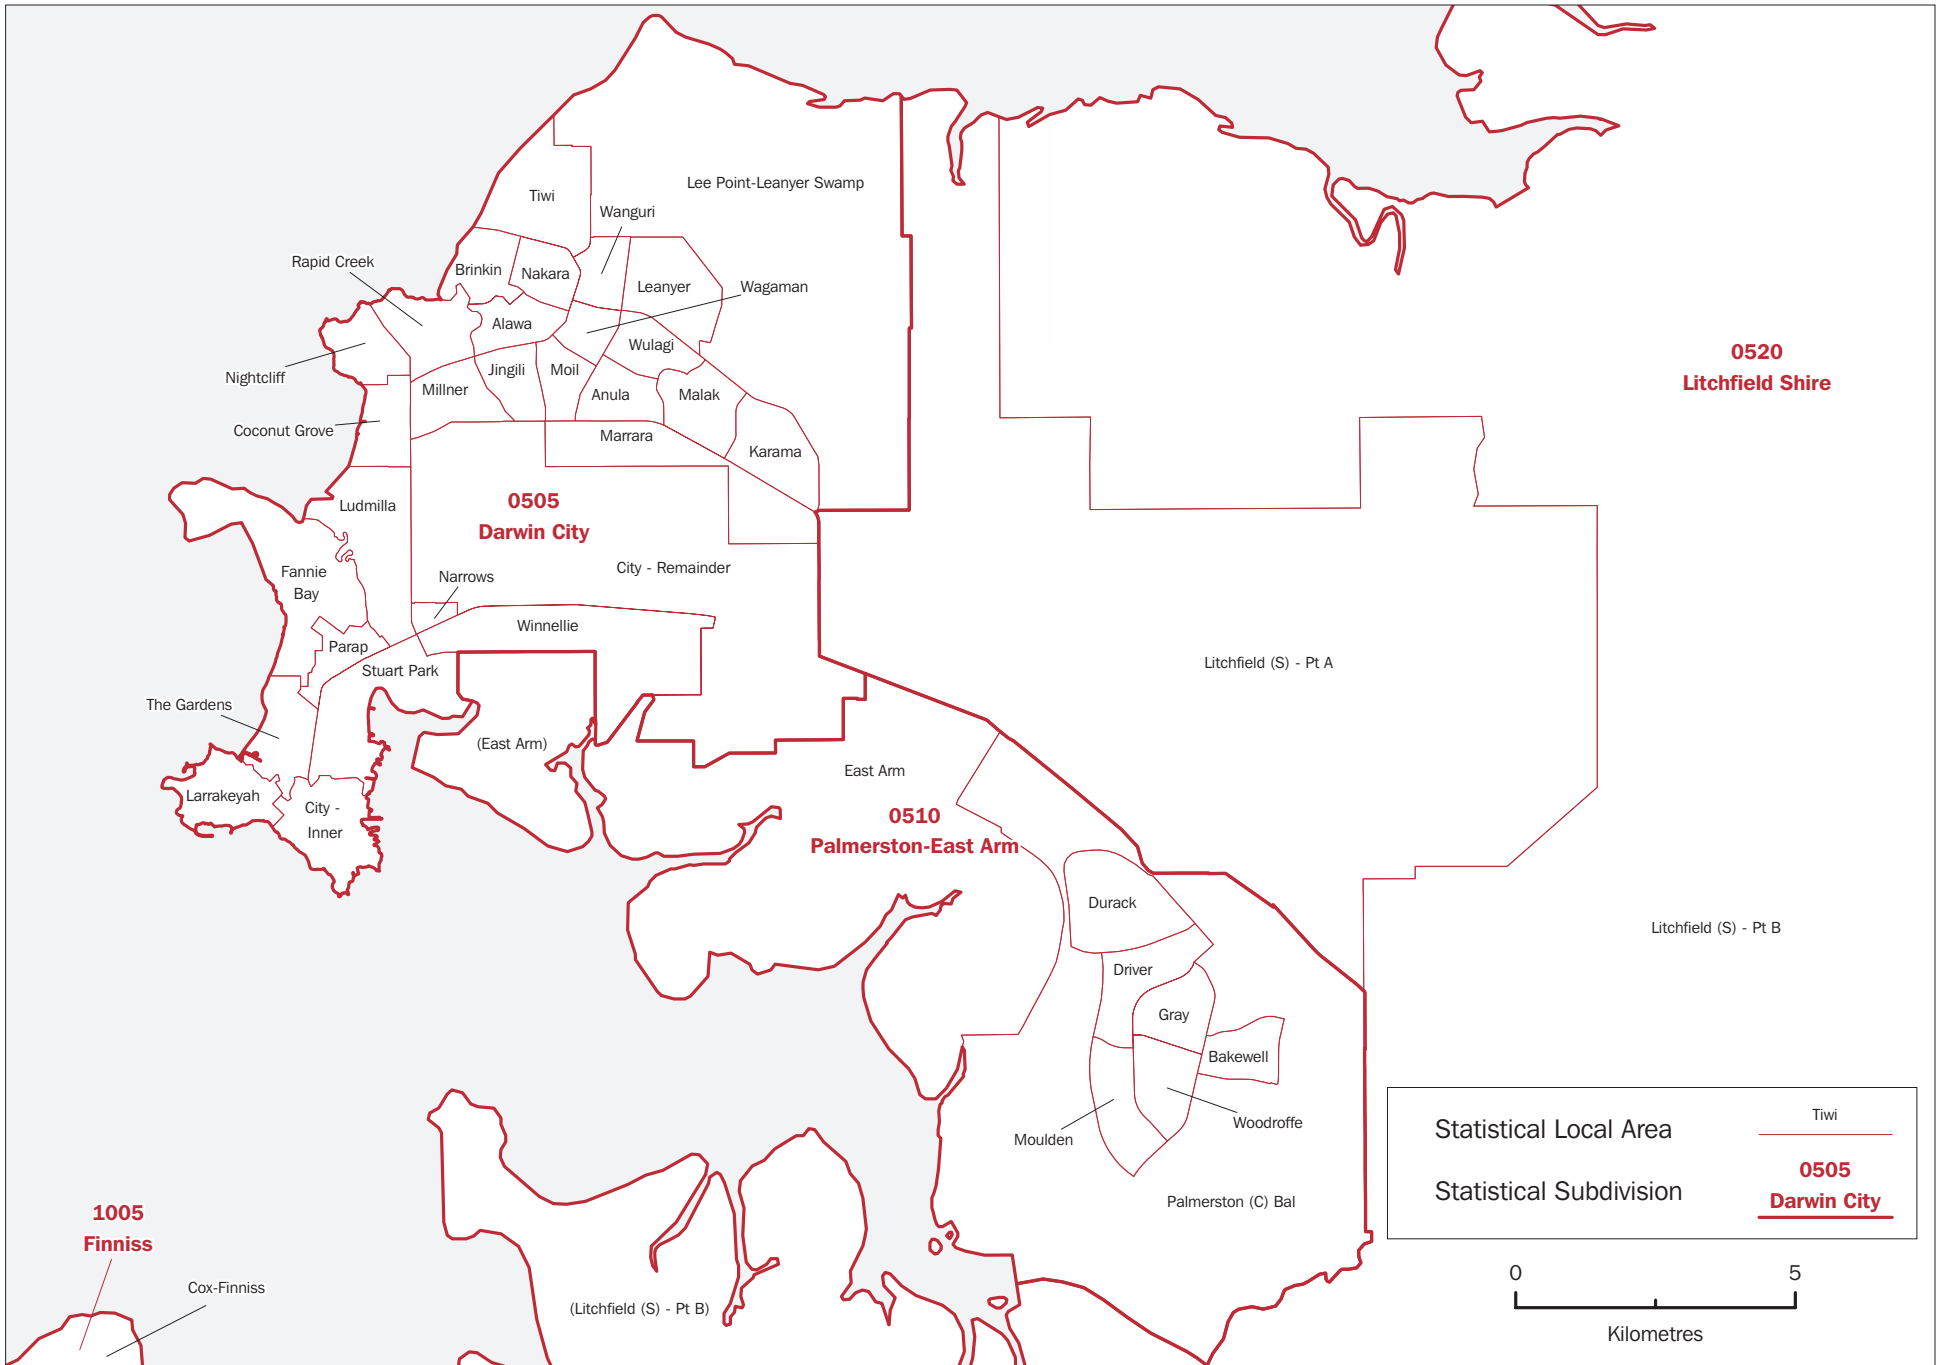 Tiwi
Lee Point-Leanyer Swamp
Wanguri
Rapid Creek
Brinkin
Nakara
Leanyer
Wagaman
Alawa
Wulagi
0520
Litchfield Shire
Nightcliff
Jingili
Moil
Millner
Anula
Malak
Coconut Grove
Marrara
Karama
Ludmilla
0505
Darwin City
Fannie
Bay
Narrows
City - Remainder
Winnellie
Parap
Stuart Park
Litchfield (S) - Pt A
The Gardens
(East Arm)
East Arm
Larrakeyah
City -
Inner
0510
Palmerston-East Arm
Durack
Litchfield (S) - Pt B
Driver
Gray
Bakewell
Woodroffe
Moulden
Palmerston (C) Bal
Statistical Local Area
Tiwi
Statistical Subdivision
0505
Darwin City
1005
Finniss
Cox-Finniss
(Litchfield (S) - Pt B)
0 5
Kilometres